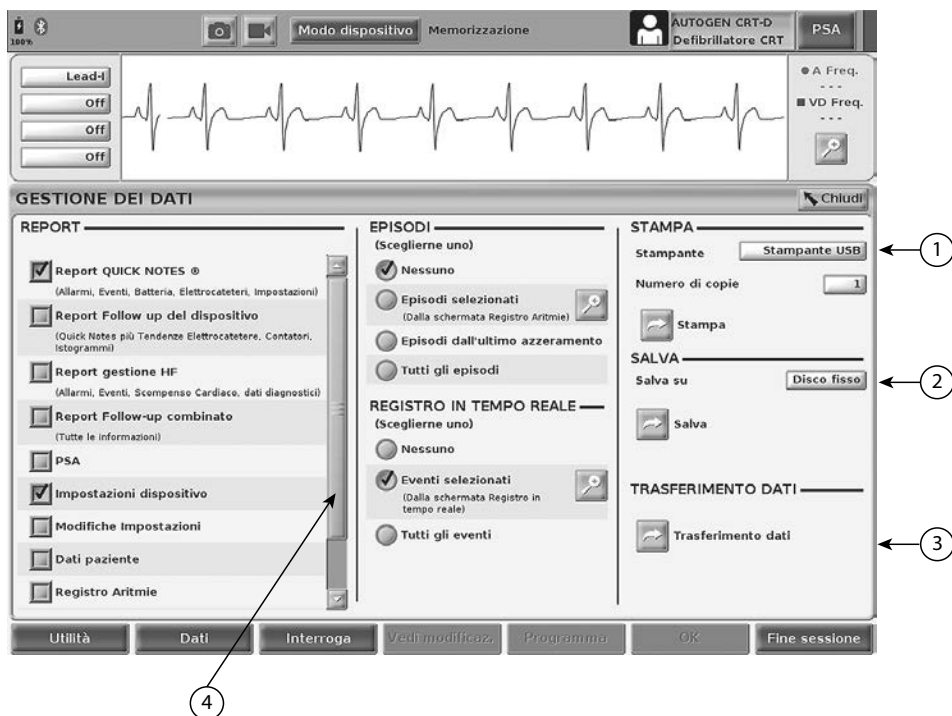 100%
Modo dispositivo
Memorizzazione
AUTOGEN CRT-D
Defibrillatore CRT
PSA
Lead-I
Off
Off
Off
A Freq.
---
VD Freq.
---
GESTIONE DEI DATI
Chiudi
REPORT
Report QUICK NOTES ®
(Allarmi, Eventi, Batteria, Elettrocateteri, Impostazioni)
Report Follow up del dispositivo
(Quick Notes più Tendenze Elettrocatetere, Contatori,
Istogrammi)
Report gestione HF
(Allarmi, Eventi, Scompenso Cardiaco, dati diagnostici)
Report Follow-up combinato
(Tutte le informazioni)
PSA
Impostazioni dispositivo
Modifiche Impostazioni
Dati paziente
Registro Aritmie
EPISODI
(Sceglierne uno)
Nessuno
Episodi selezionati
(Dalla schermata Registro Aritmie)
Episodi dall'ultimo azzeramento
Tutti gli episodi
REGISTRO IN TEMPO REALE
(Sceglierne uno)
Nessuno
Eventi selezionati
(Dalla schermata Registro in
tempo reale)
Tutti gli eventi
STAMPA
Stampante
Stampante USB
Numero di copie
1
Stampa
SALVA
Salva su
Disco fisso
Salva
TRASFERIMENTO DATI
Trasferimento dati
1
2
3
Utilità
Dati
Interroga
Vedi modificaz.
Programma
OK
Fine sessione
4